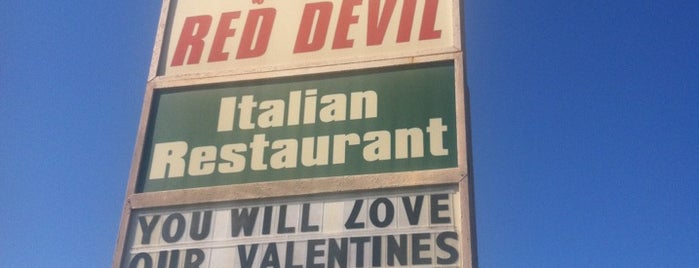 RED DEVIL
Italian
Restaurant
YOU WILL LOVE
OUR VALENTINES